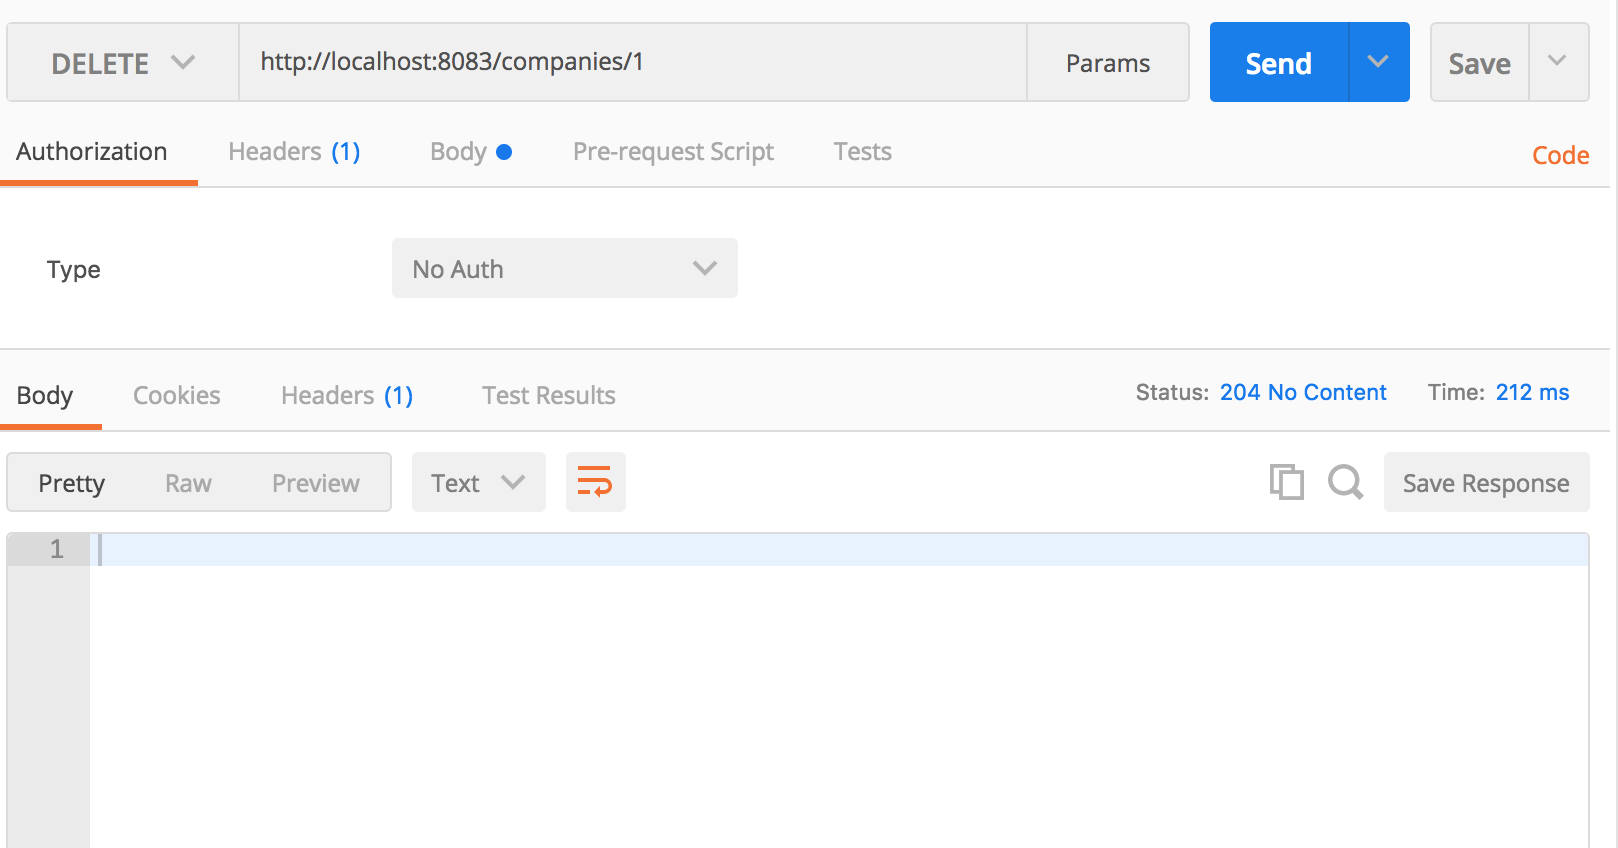 DELETE http://localhost:8083/companies/1 Params Send Save
Authorization Headers (1) Body Pre-request Script Tests Code
Type No Auth
Body Cookies Headers (1) Test Results Status: 204 No Content Time: 212 ms
Pretty Raw Preview Text Save Response
1